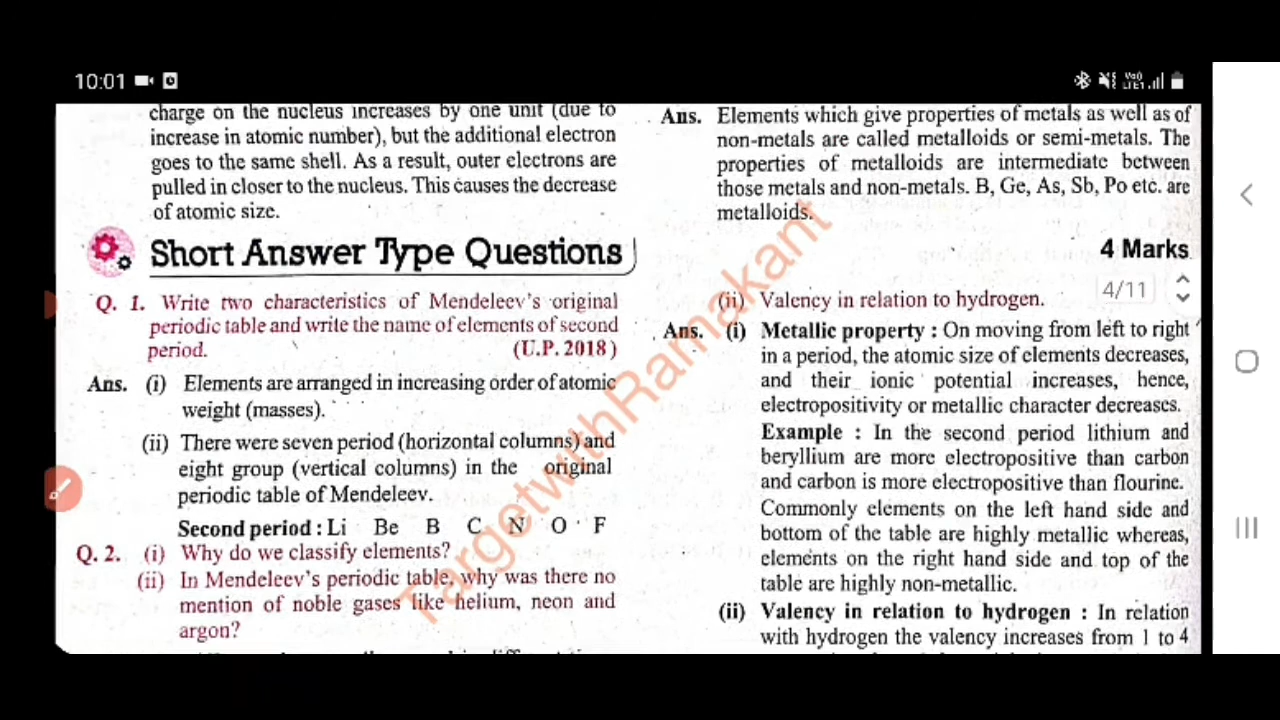 10:01
charge on the nucleus increases by one unit (due to
increase in atomic number), but the additional electron
goes to the same shell. As a result, outer electrons are
pulled in closer to the nucleus. This causes the decrease
of atomic size.
Short Answer Type Questions
Q. 1. Write two characteristics of Mendeleev's original
periodic table and write the name of elements of second
period. (U.P. 2018)
Ans. (i) Elements are arranged in increasing order of atomic
weight (masses).
(ii) There were seven period (horizontal columns) and
eight group (vertical columns) in the original
periodic table of Mendeleev.
Second period : Li Be B C N O F
Q. 2. (i) Why do we classify elements?
(ii) In Mendeleev's periodic table, why was there no
mention of noble gases like helium, neon and
argon?
Ans. Elements which give properties of metals as well as of
non-metals are called metalloids or semi-metals. The
properties of metalloids are intermediate between
those metals and non-metals. B, Ge, As, Sb, Po etc. are
metalloids.
4 Marks
4/11
(ii) Valency in relation to hydrogen.
Ans. (i) Metallic property : On moving from left to right
in a period, the atomic size of elements decreases,
and their ionic potential increases, hence,
electropositivity or metallic character decreases.
Example : In the second period lithium and
beryllium are more electropositive than carbon
and carbon is more electropositive than flourine.
Commonly elements on the left hand side and
bottom of the table are highly metallic whereas,
elements on the right hand side and top of the
table are highly non-metallic.
(ii) Valency in relation to hydrogen : In relation
with hydrogen the valency increases from 1 to 4
TargetwithRamakant